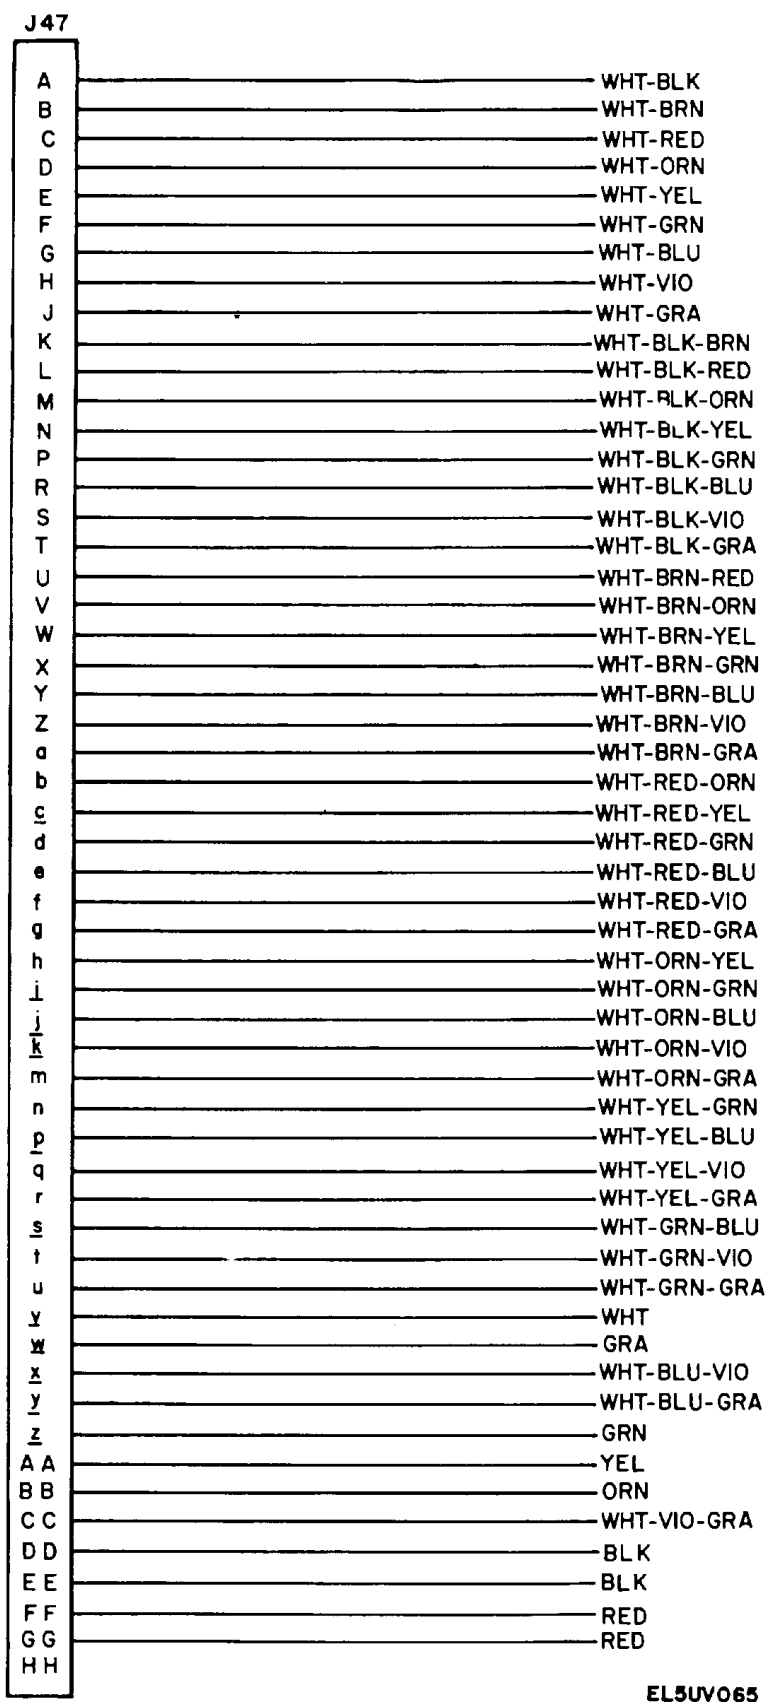 J47
A WHT-BLK
B WHT-BRN
C WHT-RED
D WHT-ORN
E WHT-YEL
F WHT-GRN
G WHT-BLU
H WHT-VIO
J WHT-GRA
K WHT-BLK-BRN
L WHT-BLK-RED
M WHT-BLK-ORN
N WHT-BLK-YEL
P WHT-BLK-GRN
R WHT-BLK-BLU
S WHT-BLK-VIO
T WHT-BLK-GRA
U WHT-BRN-RED
V WHT-BRN-ORN
W WHT-BRN-YEL
X WHT-BRN-GRN
Y WHT-BRN-BLU
Z WHT-BRN-VIO
a WHT-BRN-GRA
b WHT-RED-ORN
c WHT-RED-YEL
d WHT-RED-GRN
e WHT-RED-BLU
f WHT-RED-VIO
g WHT-RED-GRA
h WHT-ORN-YEL
i WHT-ORN-GRN
j WHT-ORN-BLU
k WHT-ORN-VIO
m WHT-ORN-GRA
n WHT-YEL-GRN
p WHT-YEL-BLU
q WHT-YEL-VIO
r WHT-YEL-GRA
s WHT-GRN-BLU
t WHT-GRN-VIO
u WHT-GRN-GRA
v WHT
w GRA
x WHT-BLU-VIO
y WHT-BLU-GRA
z GRN
AA YEL
BB ORN
CC WHT-VIO-GRA
DD BLK
EE BLK
FF RED
GG RED
HH
EL5UV065